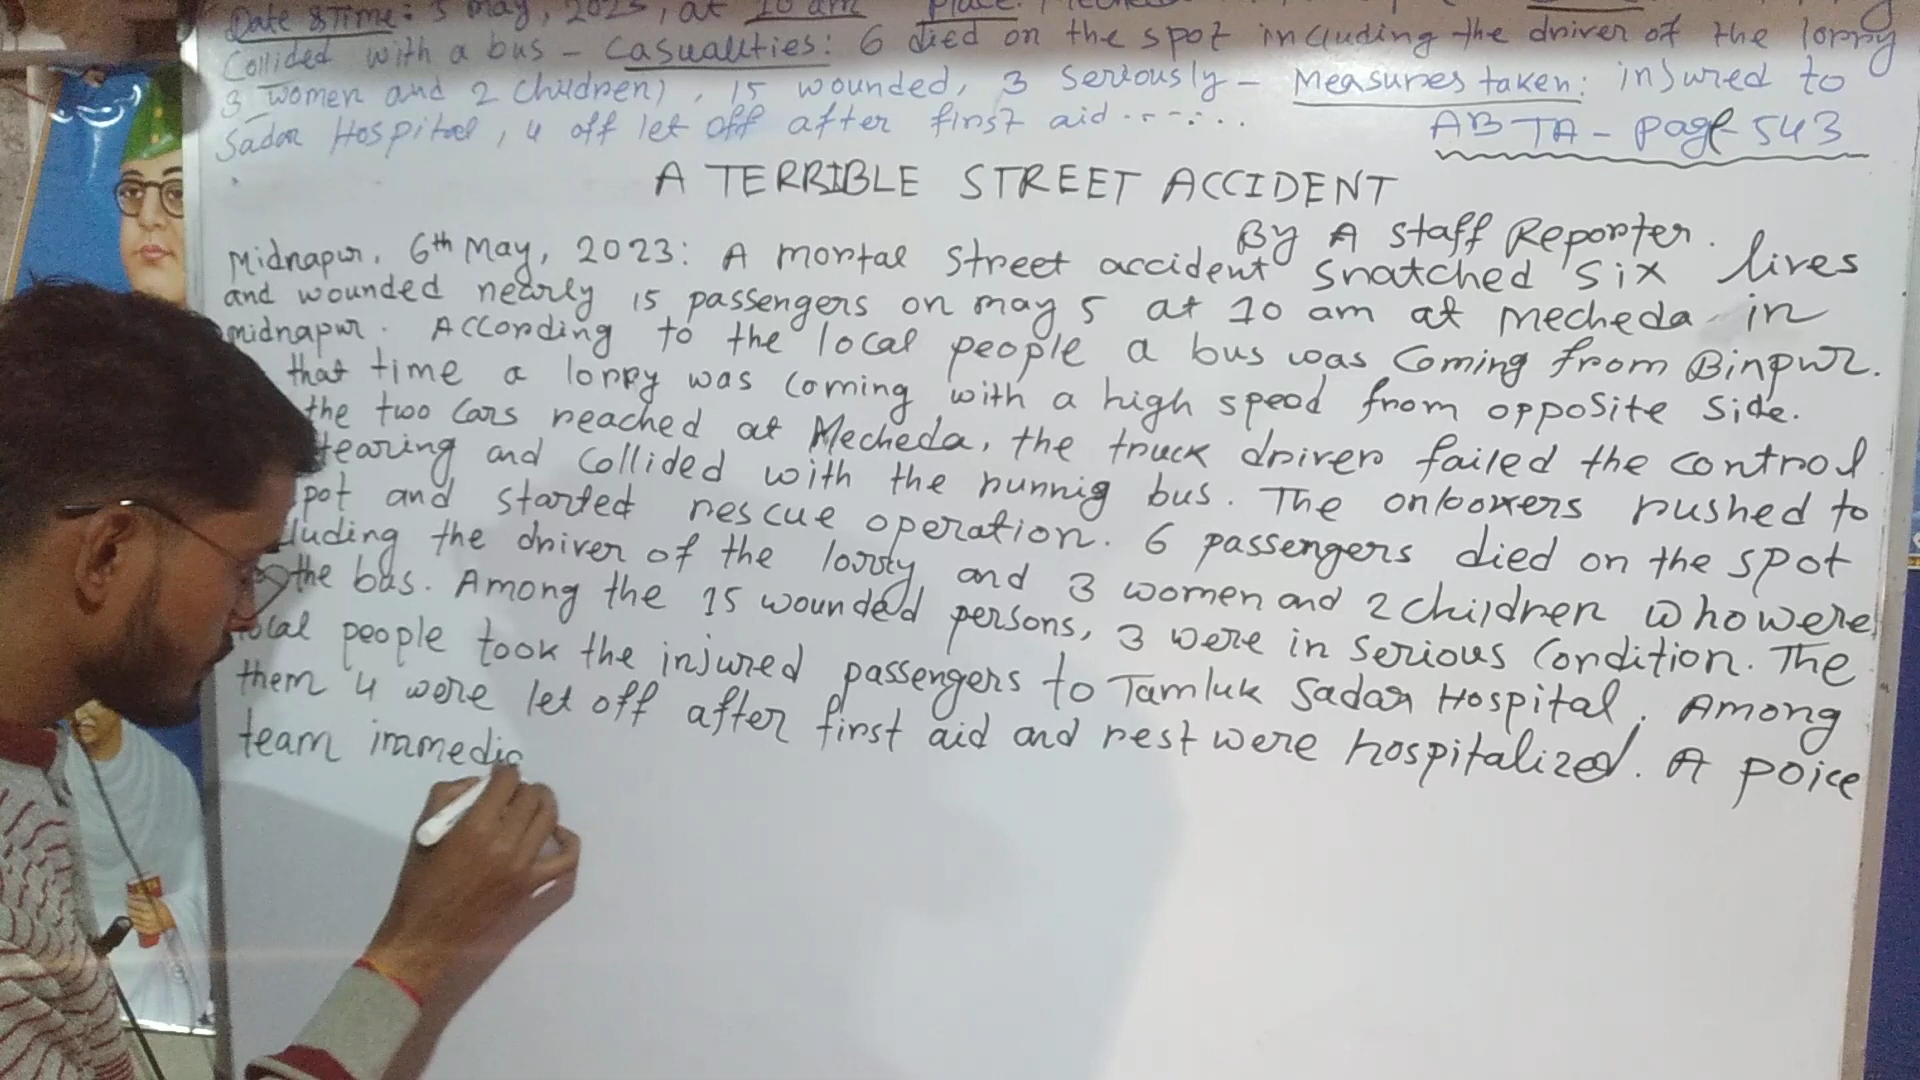 Date & Time: 5 May, 2023, at 10 am Place:
Collided with a bus - Casualties: 6 died on the spot including the driver of the lorry
3 women and 2 children), 15 wounded, 3 Seriously - Measures taken: injured to
Sadar Hospital, 4 off let off after first aid.......
ABTA - page 543
A TERRIBLE STREET ACCIDENT
By A Staff Reporter.
Midnapur, 6th May, 2023: A mortal street accident snatched six lives
and wounded nearly 15 passengers on may 5 at 10 am at Mecheda in
midnapur. According to the local people a bus was coming from Binpur.
that time a lorry was coming with a high speed from opposite side.
the two cars reached at Mecheda, the truck driver failed the control
tearing and collided with the runnig bus. The onlookers rushed to
pot and started rescue operation. 6 passengers died on the spot
luding the driver of the lorry and 3 women and 2 children who were
the bus. Among the 15 wounded persons, 3 were in serious condition. The
local people took the injured passengers to Tamluk Sadar Hospital. Among
them 4 were let off after first aid and rest were hospitalized. A poice
team immedia